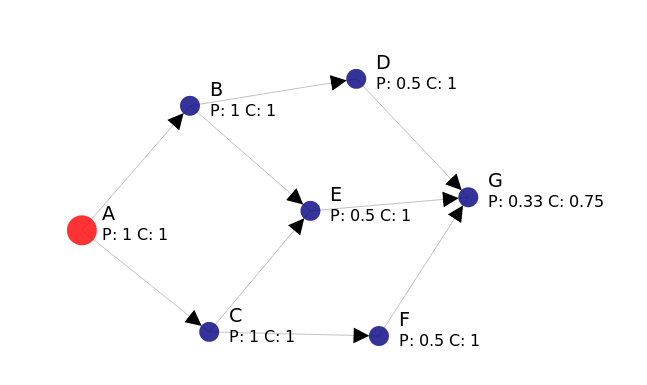 D
P: 0.5 C: 1
B
P: 1 C: 1
G
P: 0.33 C: 0.75
E
P: 0.5 C: 1
A
P: 1 C: 1
C
P: 1 C: 1
F
P: 0.5 C: 1